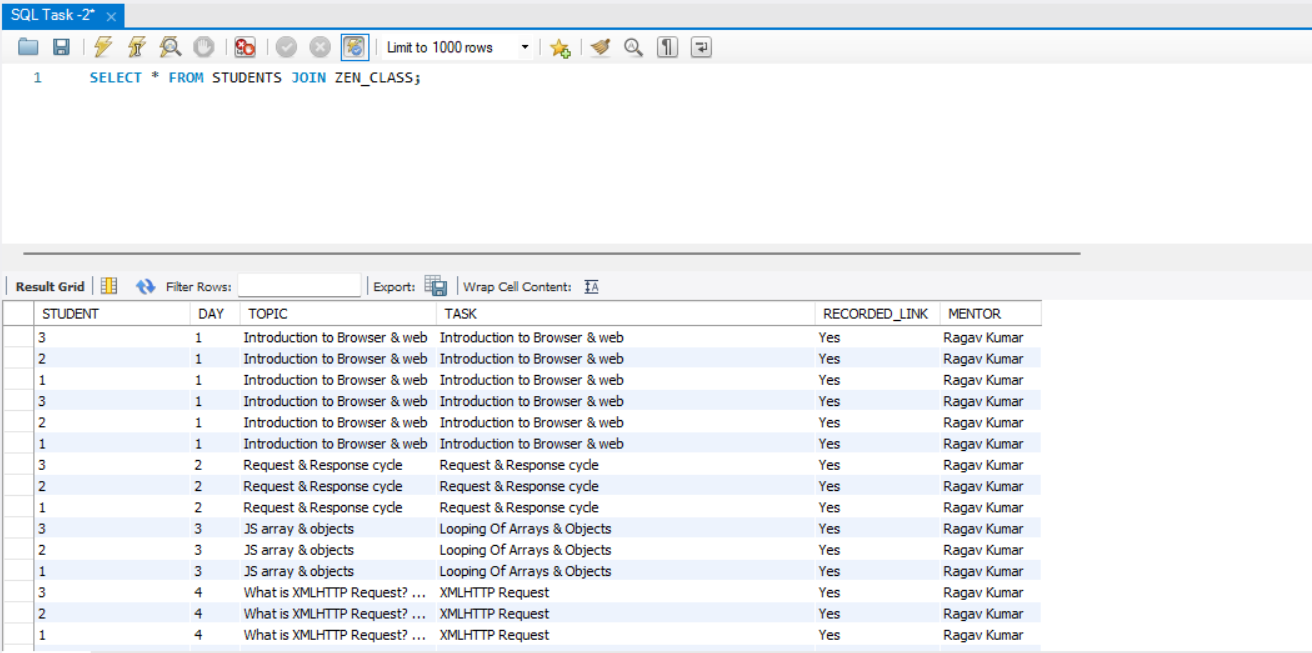 SQL Task -2* ×
Limit to 1000 rows
1 SELECT * FROM STUDENTS JOIN ZEN_CLASS;
Result Grid Filter Rows: Export: Wrap Cell Content:
STUDENT DAY TOPIC TASK RECORDED_LINK MENTOR
3 1 Introduction to Browser & web Introduction to Browser & web Yes Ragav Kumar
2 1 Introduction to Browser & web Introduction to Browser & web Yes Ragav Kumar
1 1 Introduction to Browser & web Introduction to Browser & web Yes Ragav Kumar
3 1 Introduction to Browser & web Introduction to Browser & web Yes Ragav Kumar
2 1 Introduction to Browser & web Introduction to Browser & web Yes Ragav Kumar
1 1 Introduction to Browser & web Introduction to Browser & web Yes Ragav Kumar
3 2 Request & Response cycle Request & Response cycle Yes Ragav Kumar
2 2 Request & Response cycle Request & Response cycle Yes Ragav Kumar
1 2 Request & Response cycle Request & Response cycle Yes Ragav Kumar
3 3 JS array & objects Looping Of Arrays & Objects Yes Ragav Kumar
2 3 JS array & objects Looping Of Arrays & Objects Yes Ragav Kumar
1 3 JS array & objects Looping Of Arrays & Objects Yes Ragav Kumar
3 4 What is XMLHTTP Request? ... XMLHTTP Request Yes Ragav Kumar
2 4 What is XMLHTTP Request? ... XMLHTTP Request Yes Ragav Kumar
1 4 What is XMLHTTP Request? ... XMLHTTP Request Yes Ragav Kumar